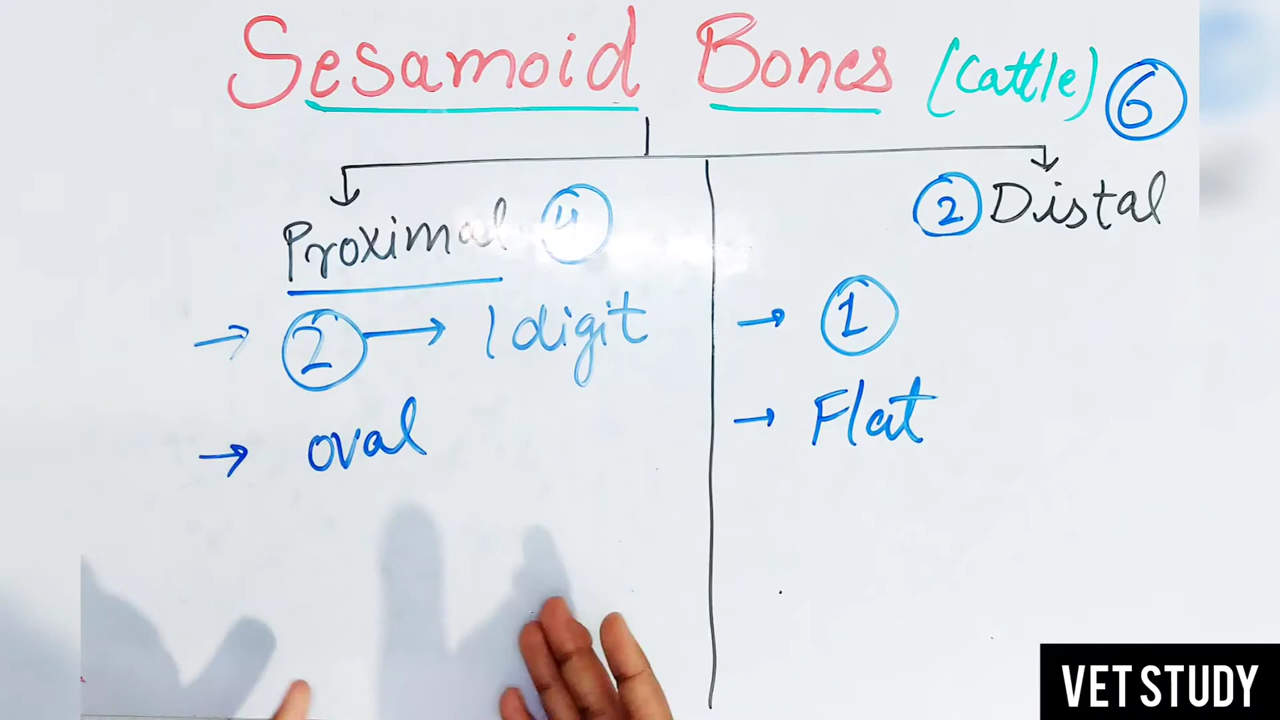 Sesamoid Bones (Cattle) 6
Proximal 4
2 → 1 digit
→ oval
2 Distal
→ 1
→ Flat
VET STUDY